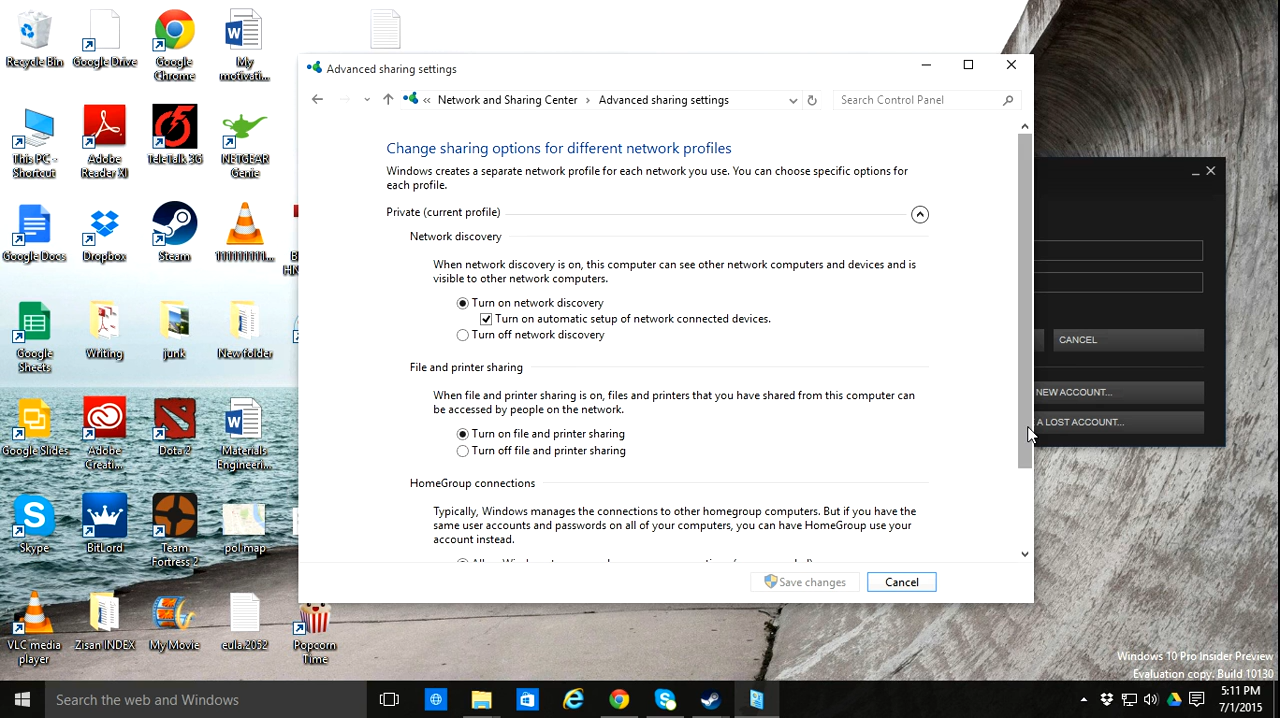 Recycle Bin
Google Drive
Google
Chrome
My
motivati...
This PC -
Shortcut
Adobe
Reader XI
TeleTalk 3G
NETGEAR
Genie
Google Docs
Dropbox
Steam
1111111111...
Google
Sheets
Writing
junk
New folder
Google Slides
Adobe
Creati...
Dota 2
Materials
Engineeri...
Skype
BitLord
Team
Fortress 2
pol map
VLC media
player
Zisan INDEX
My Movie
eula.2052
Popcorn
Time
Advanced sharing settings
« Network and Sharing Center › Advanced sharing settings
Search Control Panel
Change sharing options for different network profiles
Windows creates a separate network profile for each network you use. You can choose specific options for
each profile.
Private (current profile)
Network discovery
When network discovery is on, this computer can see other network computers and devices and is
visible to other network computers.
Turn on network discovery
Turn on automatic setup of network connected devices.
Turn off network discovery
File and printer sharing
When file and printer sharing is on, files and printers that you have shared from this computer can
be accessed by people on the network.
Turn on file and printer sharing
Turn off file and printer sharing
HomeGroup connections
Typically, Windows manages the connections to other homegroup computers. But if you have the
same user accounts and passwords on all of your computers, you can have HomeGroup use your
account instead.
Save changes
Cancel
CANCEL
NEW ACCOUNT...
A LOST ACCOUNT...
Windows 10 Pro Insider Preview
Evaluation copy. Build 10130
Search the web and Windows
5:11 PM
7/1/2015